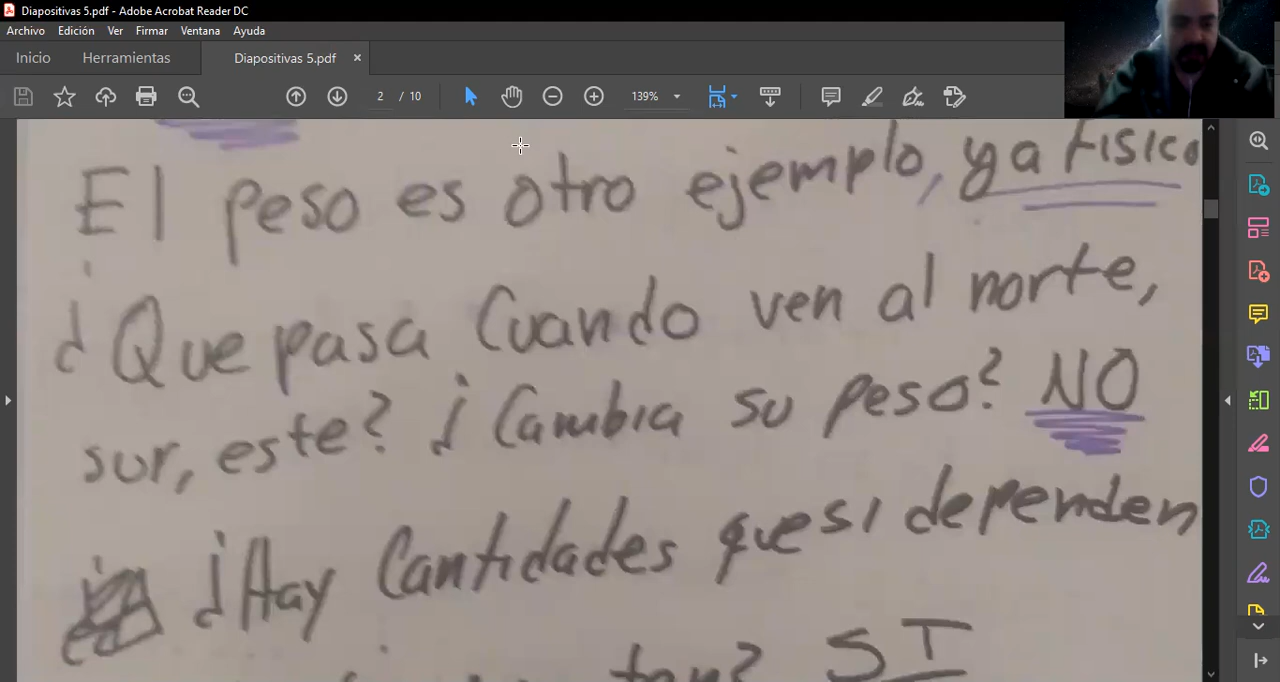 Diapositivas 5.pdf - Adobe Acrobat Reader DC
Archivo Edición Ver Firmar Ventana Ayuda
Inicio Herramientas Diapositivas 5.pdf ×
2 / 10 139%
El peso es otro ejemplo, ya Fisico
¿Que pasa Cuando ven al norte,
sur, este? ¿Cambia su peso? NO
¿Hay Cantidades que si dependen
SI